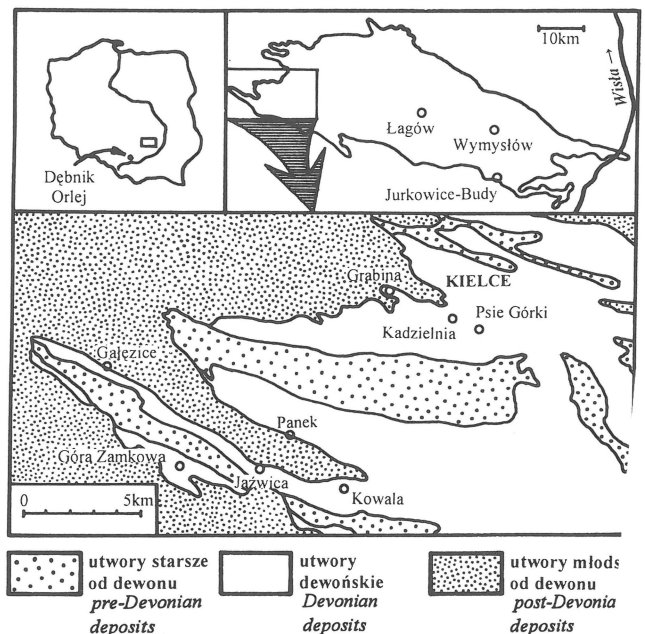 Dębnik
Orlej
10km
Wisła →
Łagów
Wymysłów
Jurkowice-Budy
Grabina
KIELCE
Psie Górki
Kadzielnia
Gałęzice
Panek
Góra Zamkowa
Jaźwica
Kowala
0 5km
utwory starsze
od dewonu
pre-Devonian
deposits
utwory
dewońskie
Devonian
deposits
utwory młods
od dewonu
post-Devonia
deposits